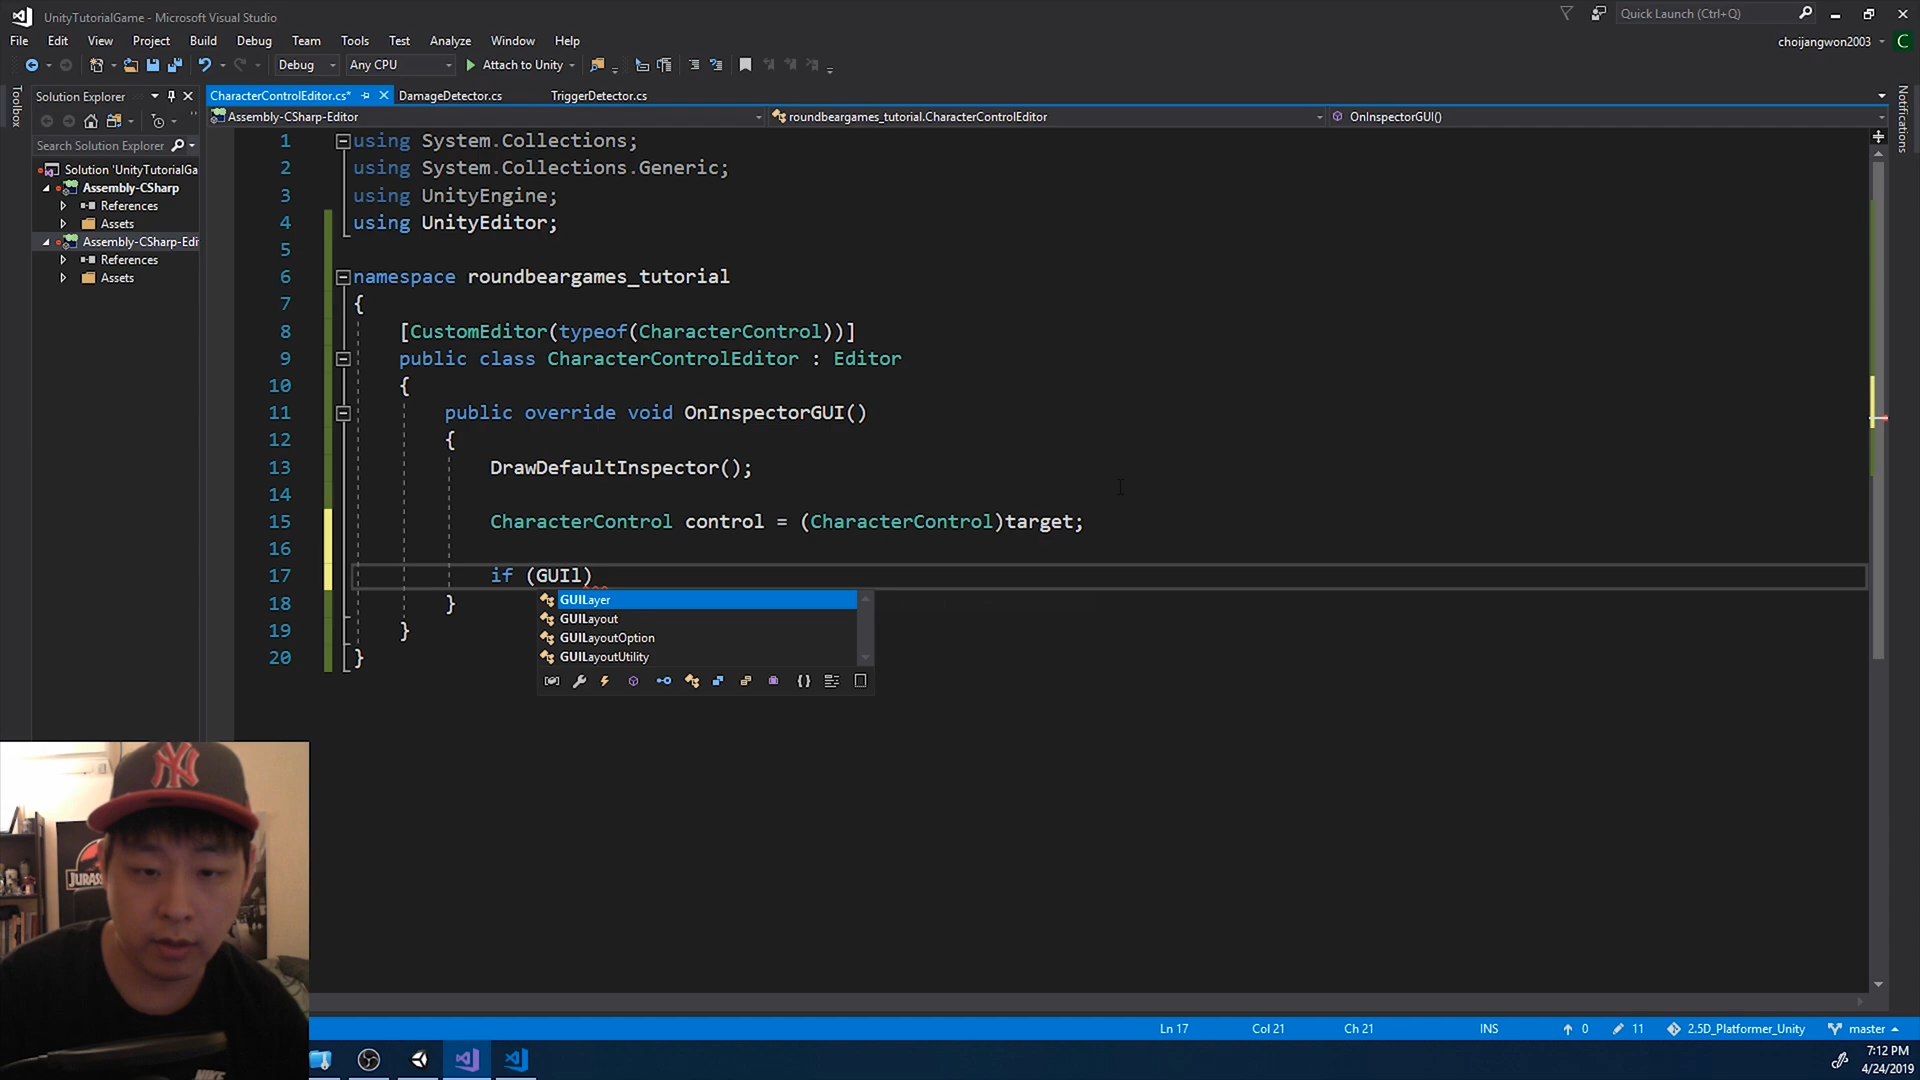 UnityTutorialGame - Microsoft Visual Studio
Quick Launch (Ctrl+Q)
File Edit View Project Build Debug Team Tools Test Analyze Window Help
choijangwon2003 C
Debug Any CPU Attach to Unity
Toolbox
Solution Explorer
CharacterControlEditor.cs* DamageDetector.cs TriggerDetector.cs
Notifications
Assembly-CSharp-Editor roundbeargames_tutorial.CharacterControlEditor OnInspectorGUI()
Search Solution Explorer
Solution 'UnityTutorialGa
Assembly-CSharp
References
Assets
Assembly-CSharp-Edi
References
Assets
1 using System.Collections;
2 using System.Collections.Generic;
3 using UnityEngine;
4 using UnityEditor;
5
6 namespace roundbeargames_tutorial
7 {
8 [CustomEditor(typeof(CharacterControl))]
9 public class CharacterControlEditor : Editor
10 {
11 public override void OnInspectorGUI()
12 {
13 DrawDefaultInspector();
14
15 CharacterControl control = (CharacterControl)target;
16
17 if (GUIl)
18 }
19 }
20 }
GUILayer
GUILayout
GUILayoutOption
GUILayoutUtility
NY
JURAS
Ln 17 Col 21 Ch 21 INS 0 11 2.5D_Platformer_Unity master
7:12 PM
4/24/2019